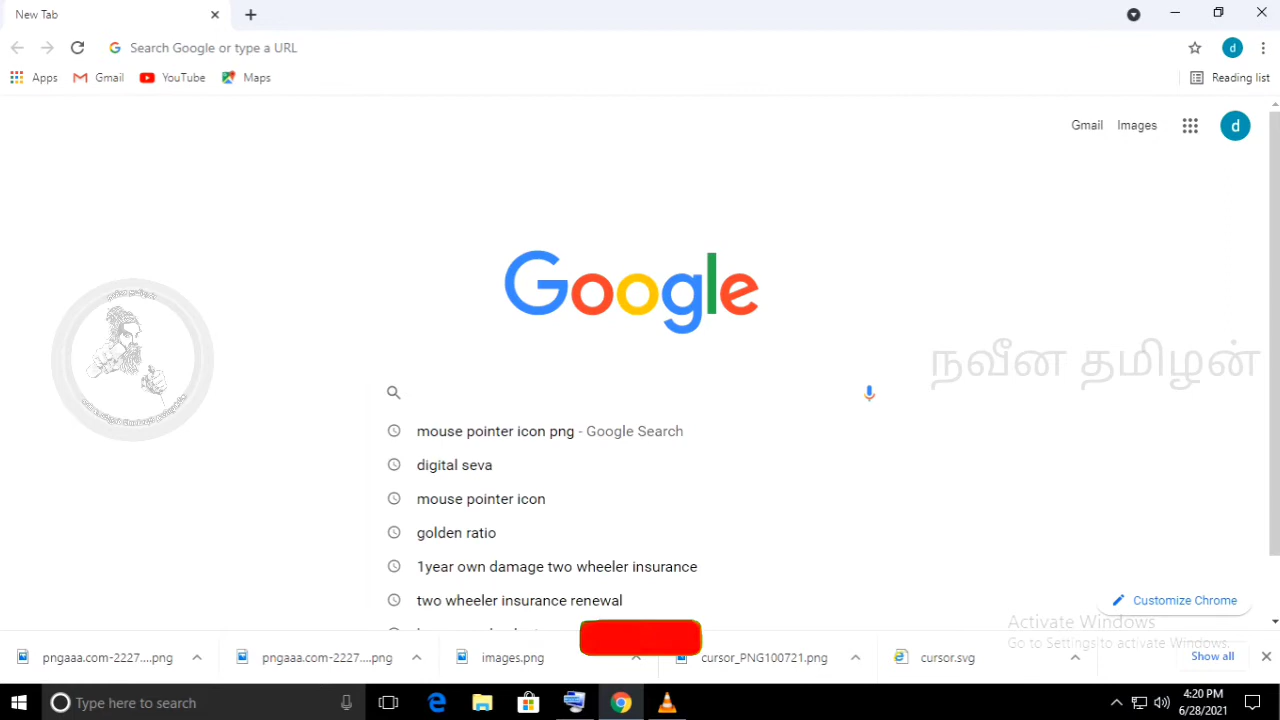 New Tab
Search Google or type a URL
Apps Gmail YouTube Maps Reading list
Gmail Images d
Google
நவீன தமிழன்
mouse pointer icon png - Google Search
digital seva
mouse pointer icon
golden ratio
1year own damage two wheeler insurance
two wheeler insurance renewal
Customize Chrome
Activate Windows
Go to Settings to activate Windows.
pngaaa.com-2227....png pngaaa.com-2227....png images.png cursor_PNG100721.png cursor.svg Show all
Type here to search
4:20 PM
6/28/2021